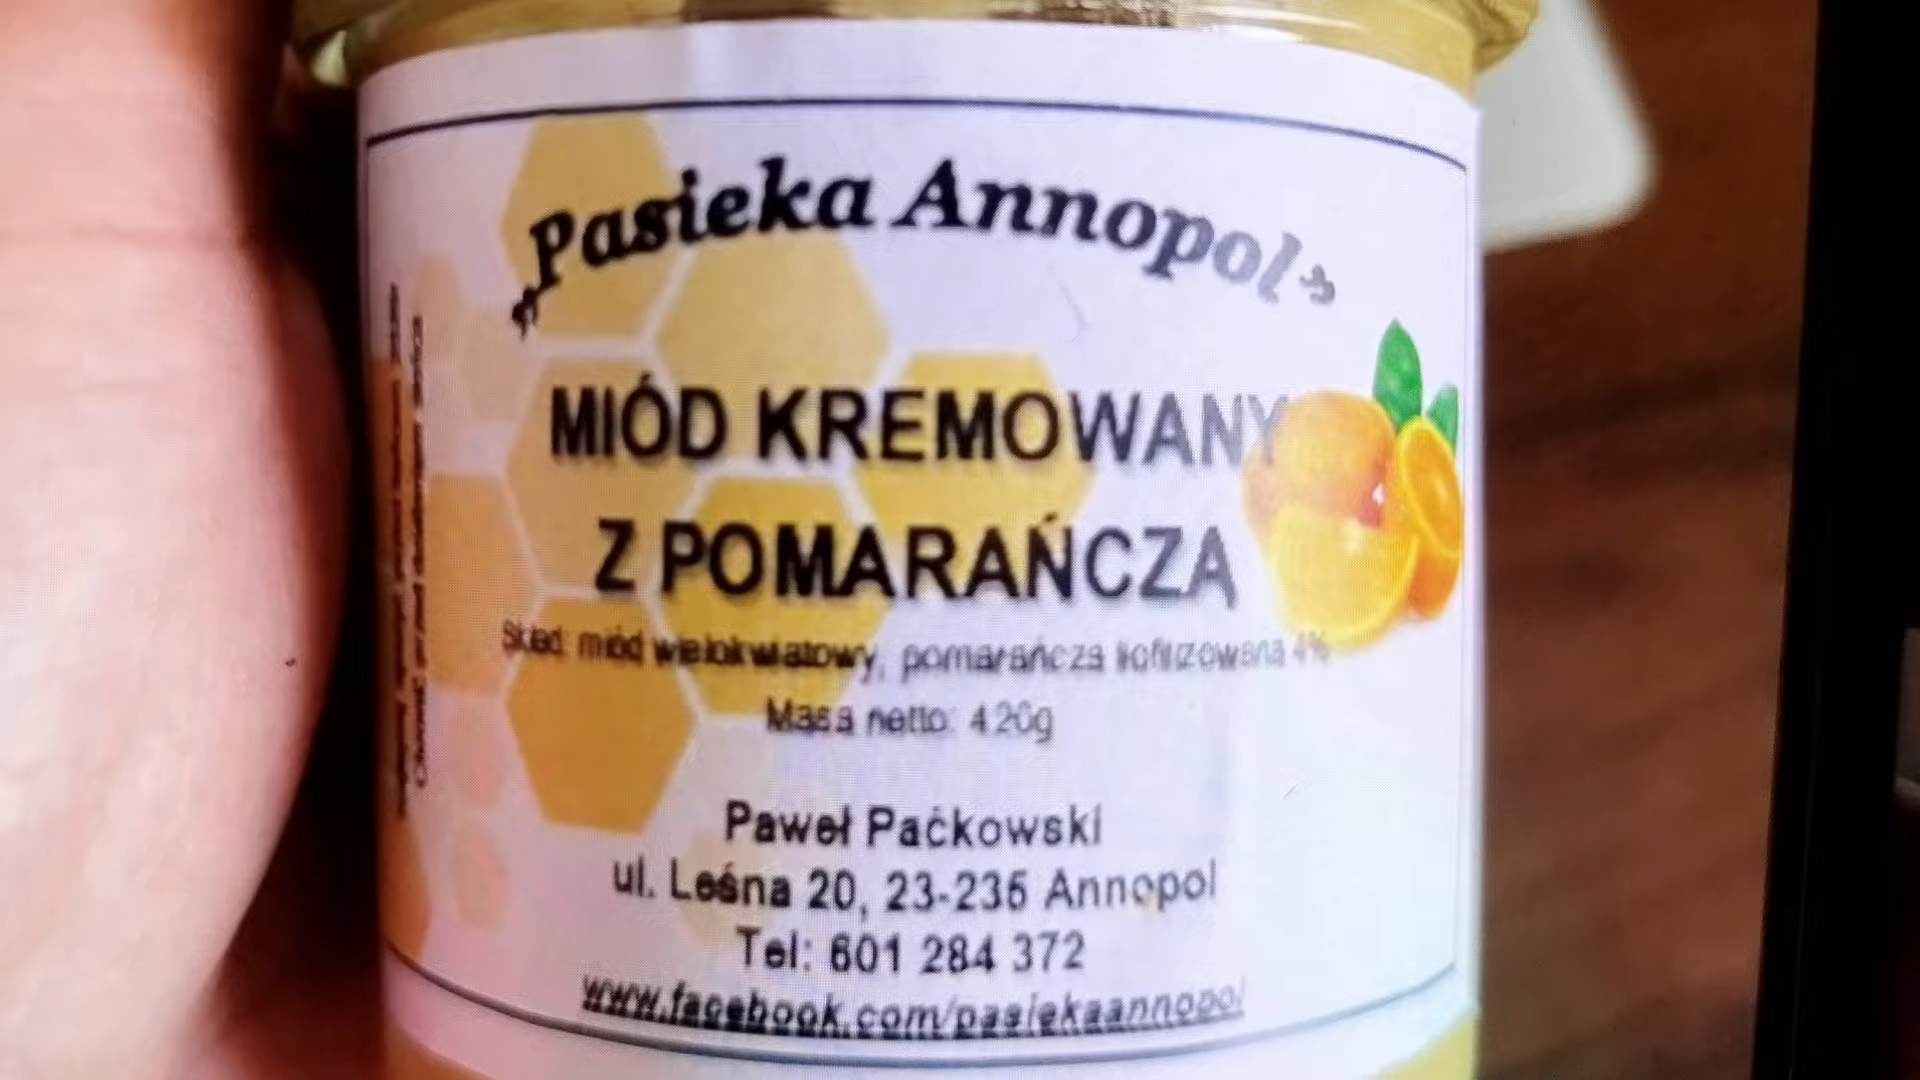 „Pasieka Annopol”
MIÓD KREMOWANY
Z POMARAŃCZĄ
Skład: miód wielokwiatowy, pomarańcza liofilizowana 4%
Masa netto: 420g
Paweł Paćkowski
ul. Leśna 20, 23-235 Annopol
Tel: 601 284 372
www.facebook.com/pasiekaannopol